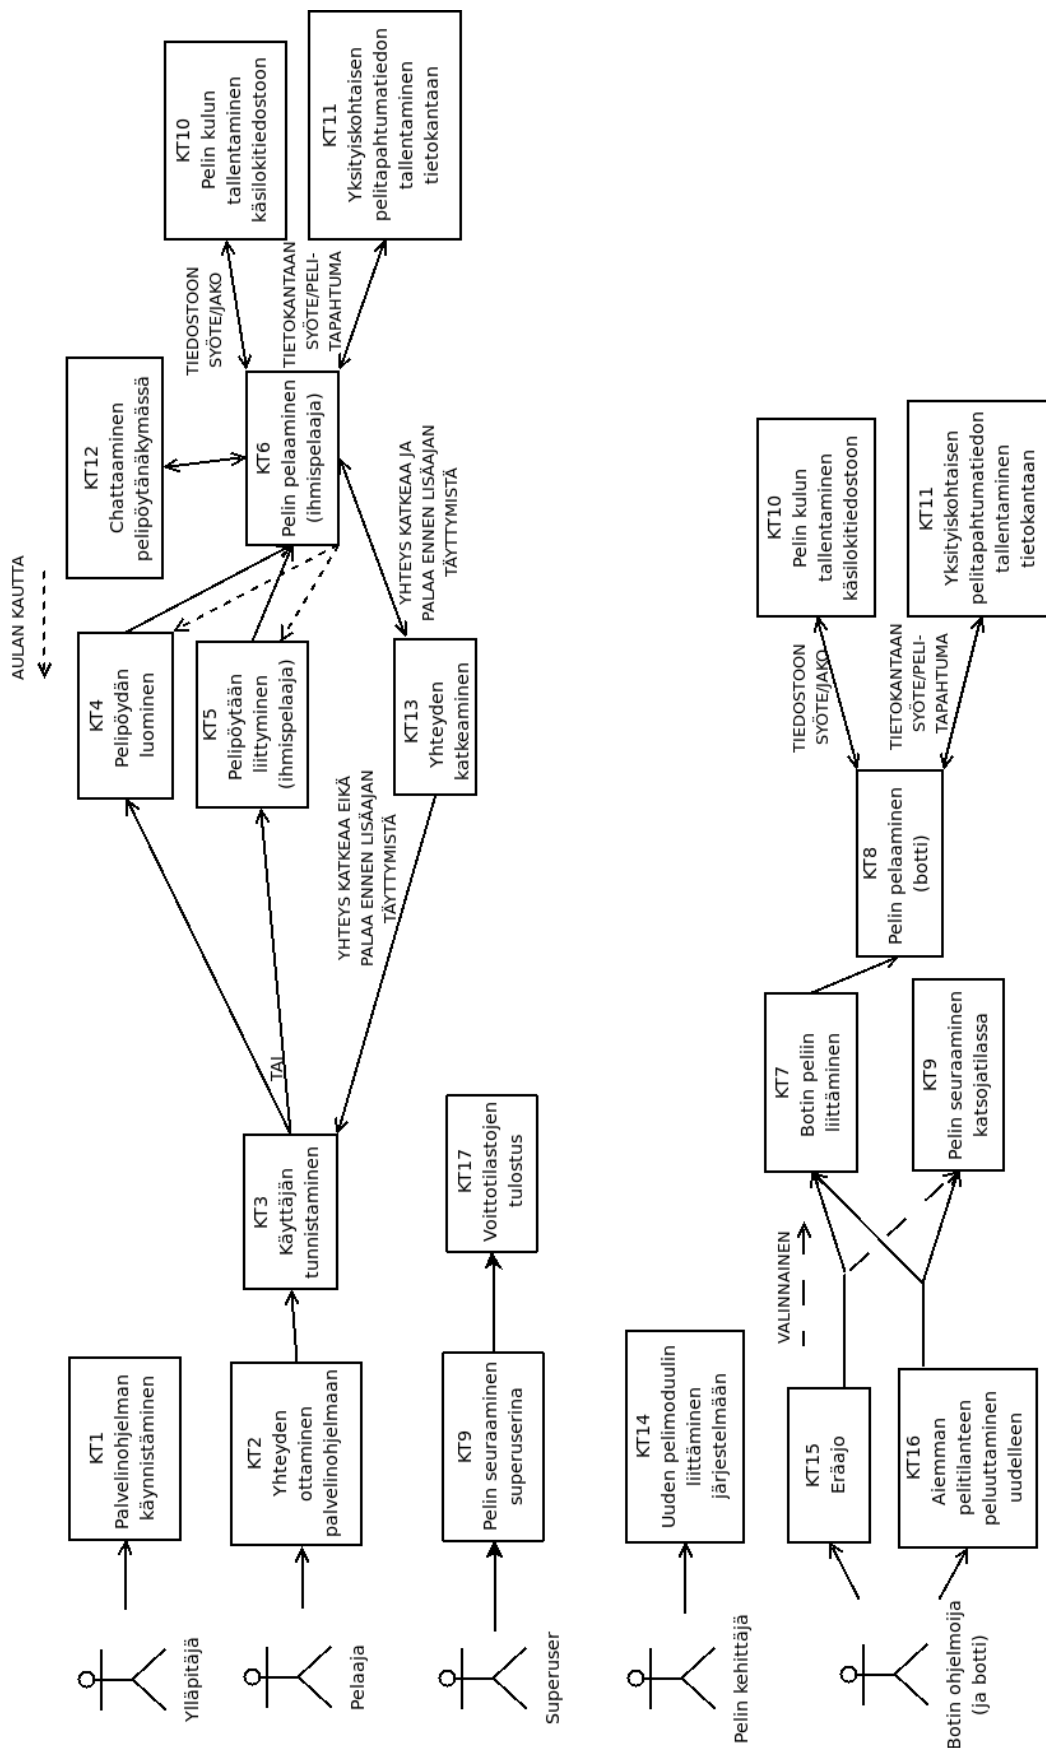 Ylläpitäjä
KT1
Palvelinohjelman
käynnistäminen
Pelaaja
KT2
Yhteyden
ottaminen
palvelinohjelmaan
KT3
Käyttäjän
tunnistaminen
TAI
KT4
Pelipöydän
luominen
KT5
Pelipöytään
liittyminen
(ihmispelaaja)
AULAN KAUTTA
KT13
Yhteyden
katkeaminen
YHTEYS KATKEAA EIKÄ
PALAA ENNEN LISÄAJAN
TÄYTTYMISTÄ
YHTEYS KATKEAA JA
PALAA ENNEN LISÄAJAN
TÄYTTYMISTÄ
KT12
Chattaaminen
pelipöytänäkymässä
KT6
Pelin pelaaminen
(ihmispelaaja)
TIEDOSTOON
SYÖTE/JAKO
TIETOKANTAAN
SYÖTE/PELI-
TAPAHTUMA
KT10
Pelin kulun
tallentaminen
käsilokitiedostoon
KT11
Yksityiskohtaisen
pelitapahtumatiedon
tallentaminen
tietokantaan
Superuser
KT9
Pelin seuraaminen
superuserina
KT17
Voittotilastojen
tulostus
Pelin kehittäjä
KT14
Uuden pelimoduulin
liittäminen
järjestelmään
Botin ohjelmoija
(ja botti)
KT15
Eräajo
KT16
Aiemman
pelitilanteen
peluuttaminen
uudelleen
VALINNAINEN
KT7
Botin peliin
liittäminen
KT9
Pelin seuraaminen
katsojatilassa
KT8
Pelin pelaaminen
(botti)
TIEDOSTOON
SYÖTE/JAKO
TIETOKANTAAN
SYÖTE/PELI-
TAPAHTUMA
KT10
Pelin kulun
tallentaminen
käsilokitiedostoon
KT11
Yksityiskohtaisen
pelitapahtumatiedon
tallentaminen
tietokantaan